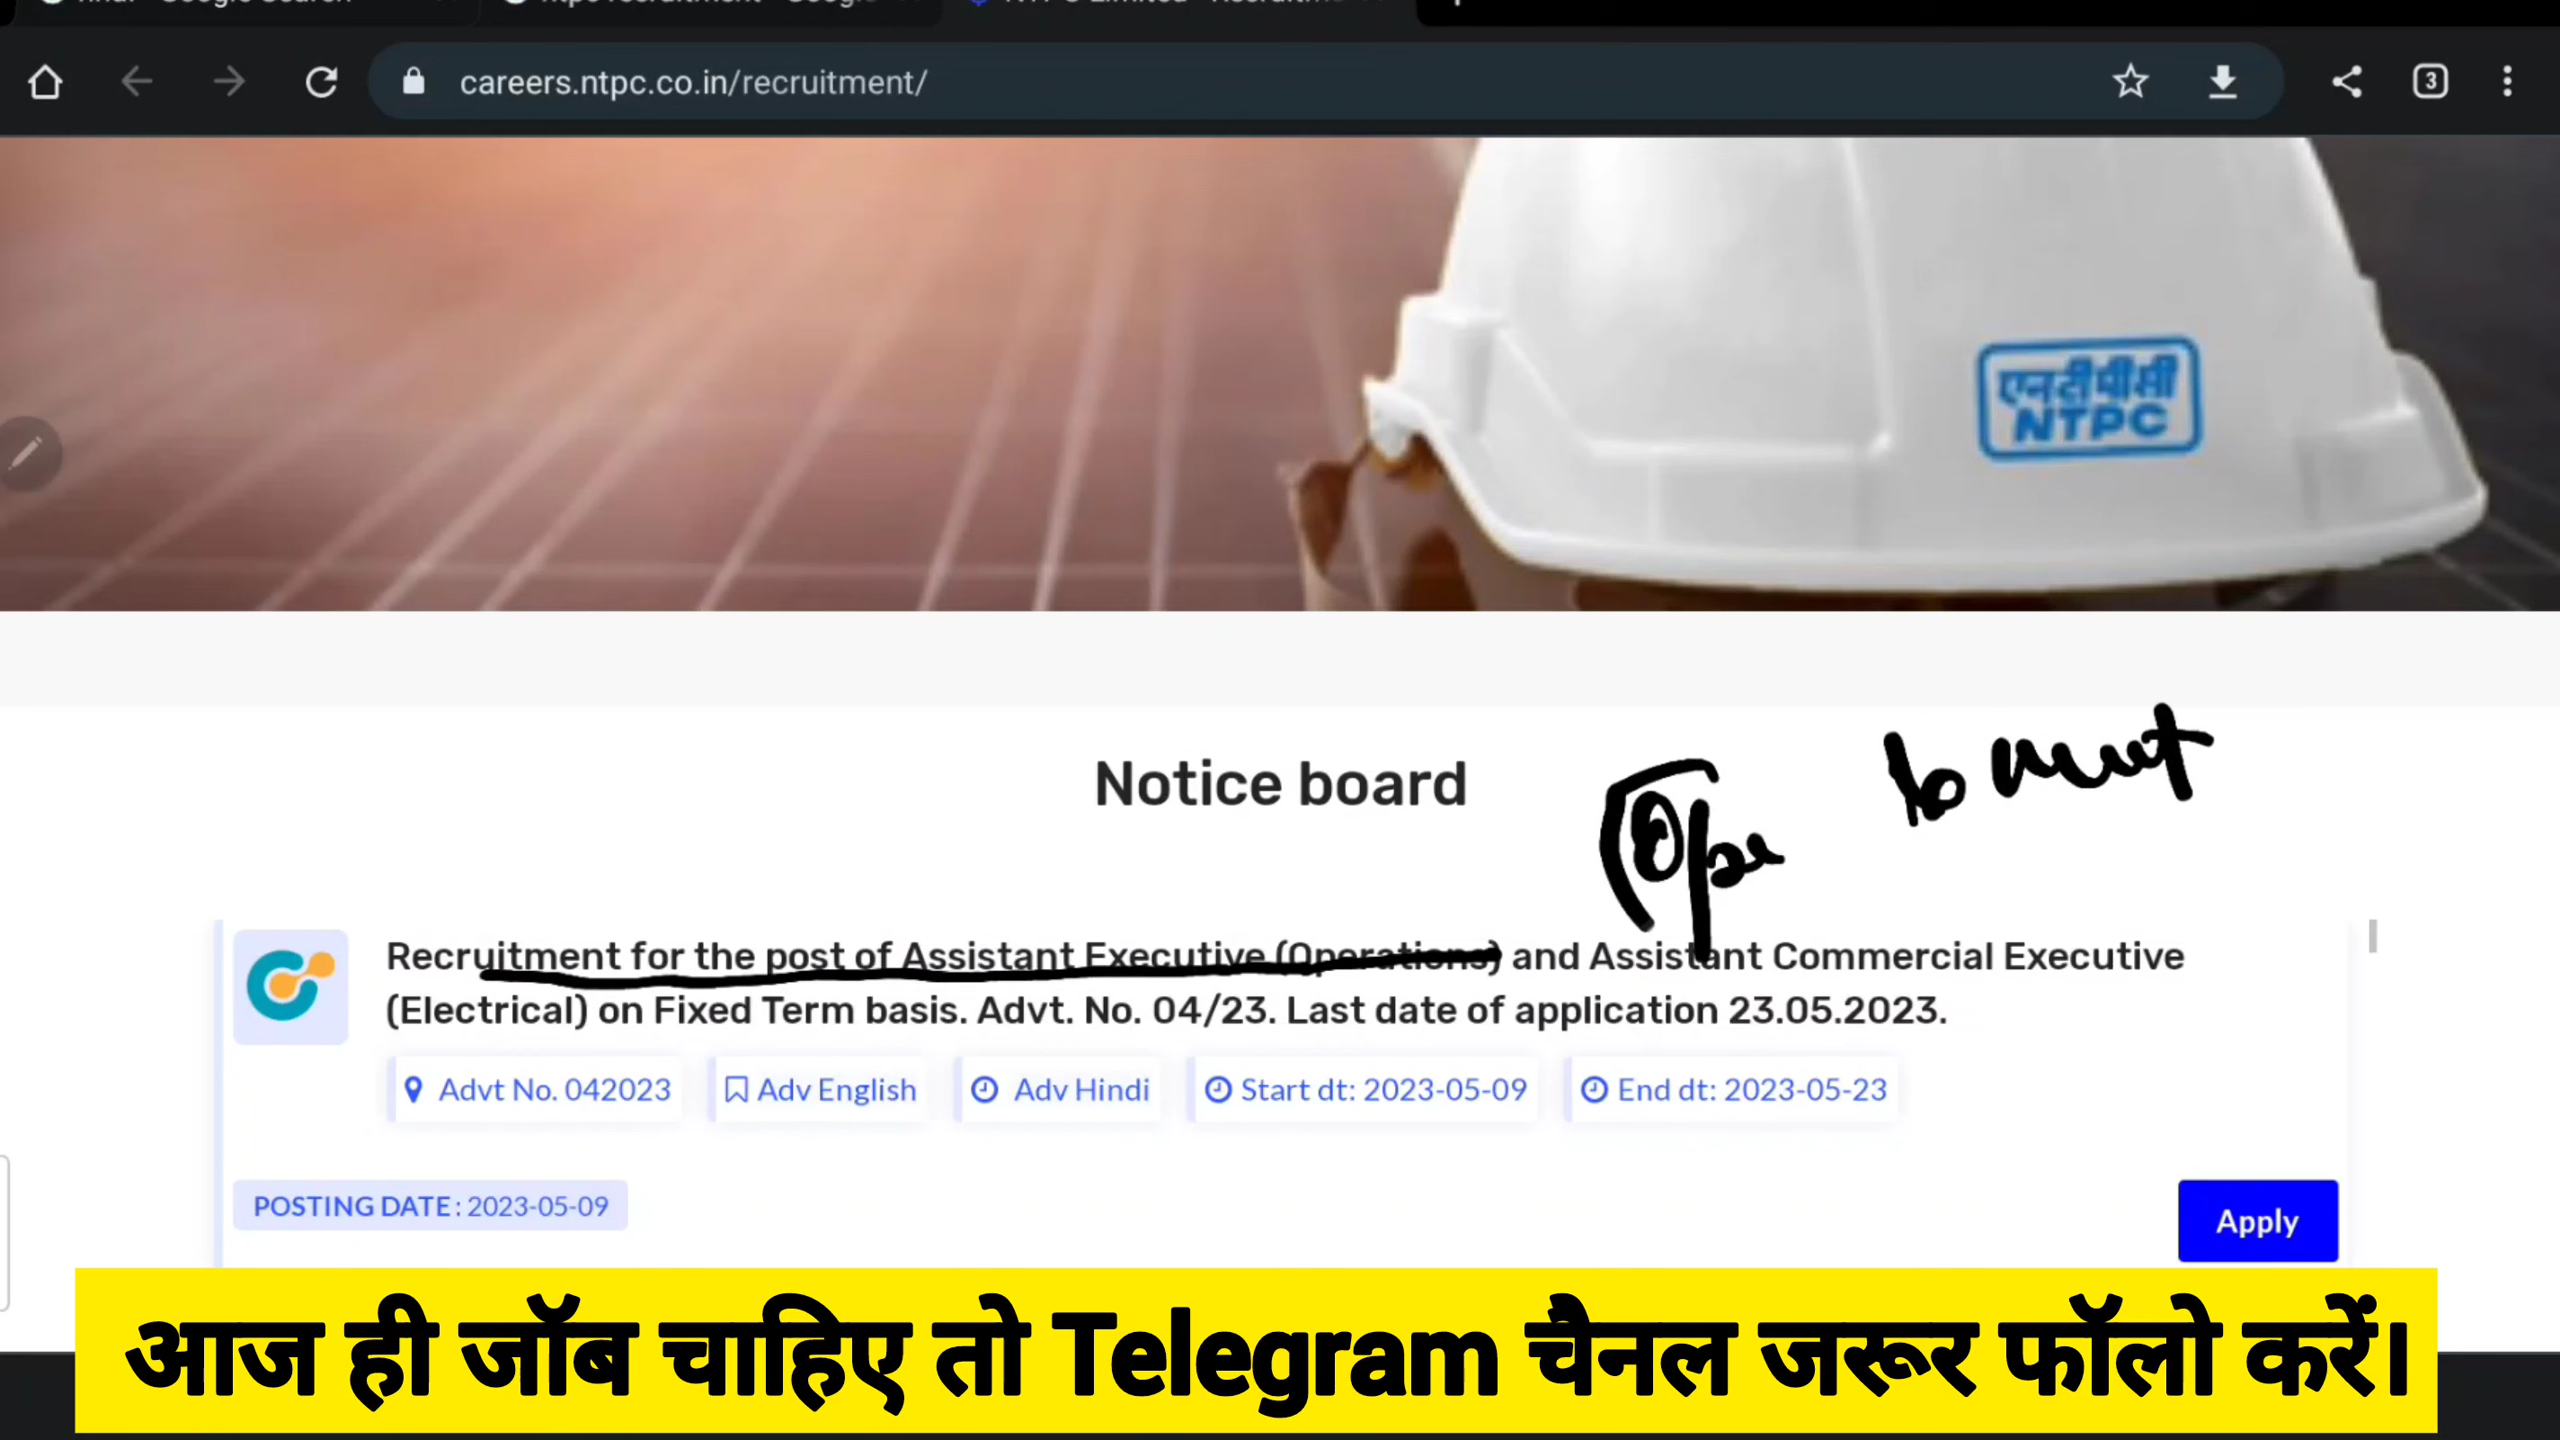 careers.ntpc.co.in/recruitment/
3
एनटीपीसी
NTPC
Notice board
Ope
Recruitment for the post of Assistant Executive (Operations) and Assistant Commercial Executive
(Electrical) on Fixed Term basis. Advt. No. 04/23. Last date of application 23.05.2023.
Advt No. 042023 Adv English Adv Hindi Start dt: 2023-05-09 End dt: 2023-05-23
POSTING DATE : 2023-05-09
Apply
आज ही जॉब चाहिए तो Telegram चैनल जरूर फॉलो करें।